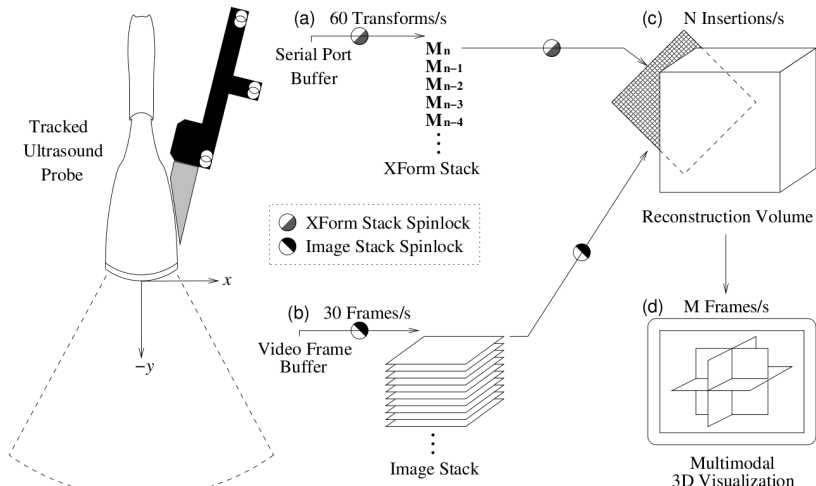 Tracked
Ultrasound
Probe
x
−y
(a) 60 Transforms/s
Serial Port
Buffer
Mn
Mn−1
Mn−2
Mn−3
Mn−4
XForm Stack
XForm Stack Spinlock
Image Stack Spinlock
(b) 30 Frames/s
Video Frame
Buffer
Image Stack
(c) N Insertions/s
Reconstruction Volume
(d) M Frames/s
Multimodal
3D Visualization